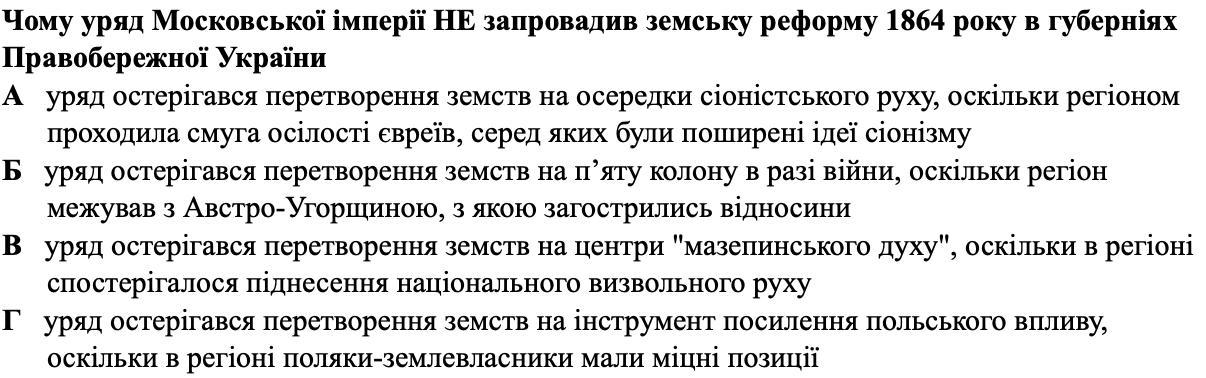 Чому уряд Московської імперії НЕ запровадив земську реформу 1864 року в губерніях
Правобережної України
А уряд остерігався перетворення земств на осередки сіоністського руху, оскільки регіоном
проходила смуга осілості євреїв, серед яких були поширені ідеї сіонізму
Б уряд остерігався перетворення земств на п’яту колону в разі війни, оскільки регіон
межував з Австро-Угорщиною, з якою загострились відносини
В уряд остерігався перетворення земств на центри "мазепинського духу", оскільки в регіоні
спостерігалося піднесення національного визвольного руху
Г уряд остерігався перетворення земств на інструмент посилення польського впливу,
оскільки в регіоні поляки-землевласники мали міцні позиції